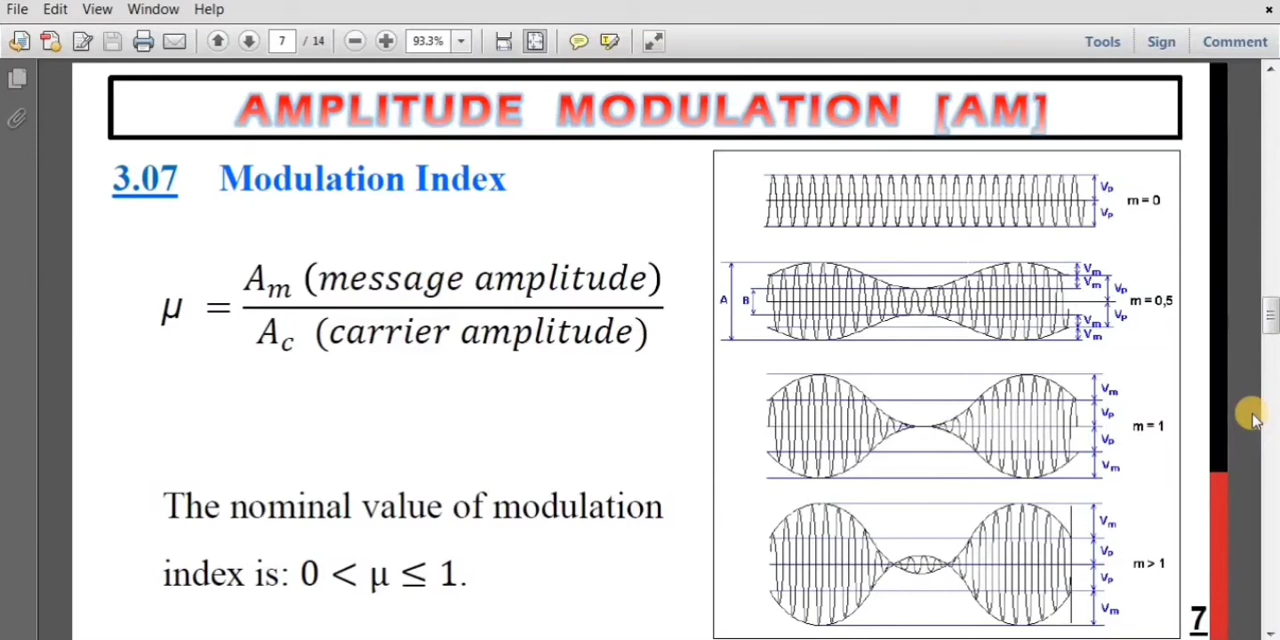 File Edit View Window Help
7 / 14 93.3% Tools Sign Comment
AMPLITUDE MODULATION [AM]
3.07 Modulation Index
μ = A_m (message amplitude) / A_c (carrier amplitude)
The nominal value of modulation
index is: 0 < μ ≤ 1.
Vp
Vp
m = 0
A
B
Vm
Vm
Vp
Vp
Vm
Vm
m = 0,5
Vm
Vp
Vp
Vm
m = 1
Vm
Vp
Vp
Vm
m > 1
7